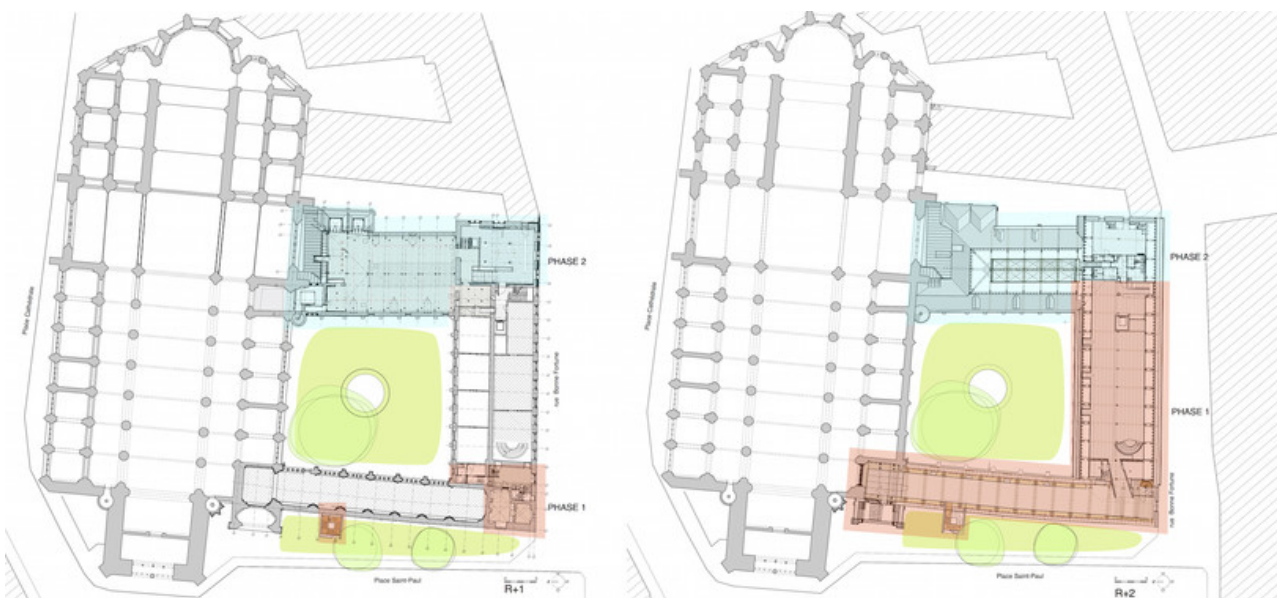 PHASE 2
Place Cathédrale
rue Bonne Fortune
PHASE 1
Place Saint-Paul
R+1
PHASE 2
Place Cathédrale
PHASE 1
rue Bonne Fortune
Place Saint-Paul
R+2